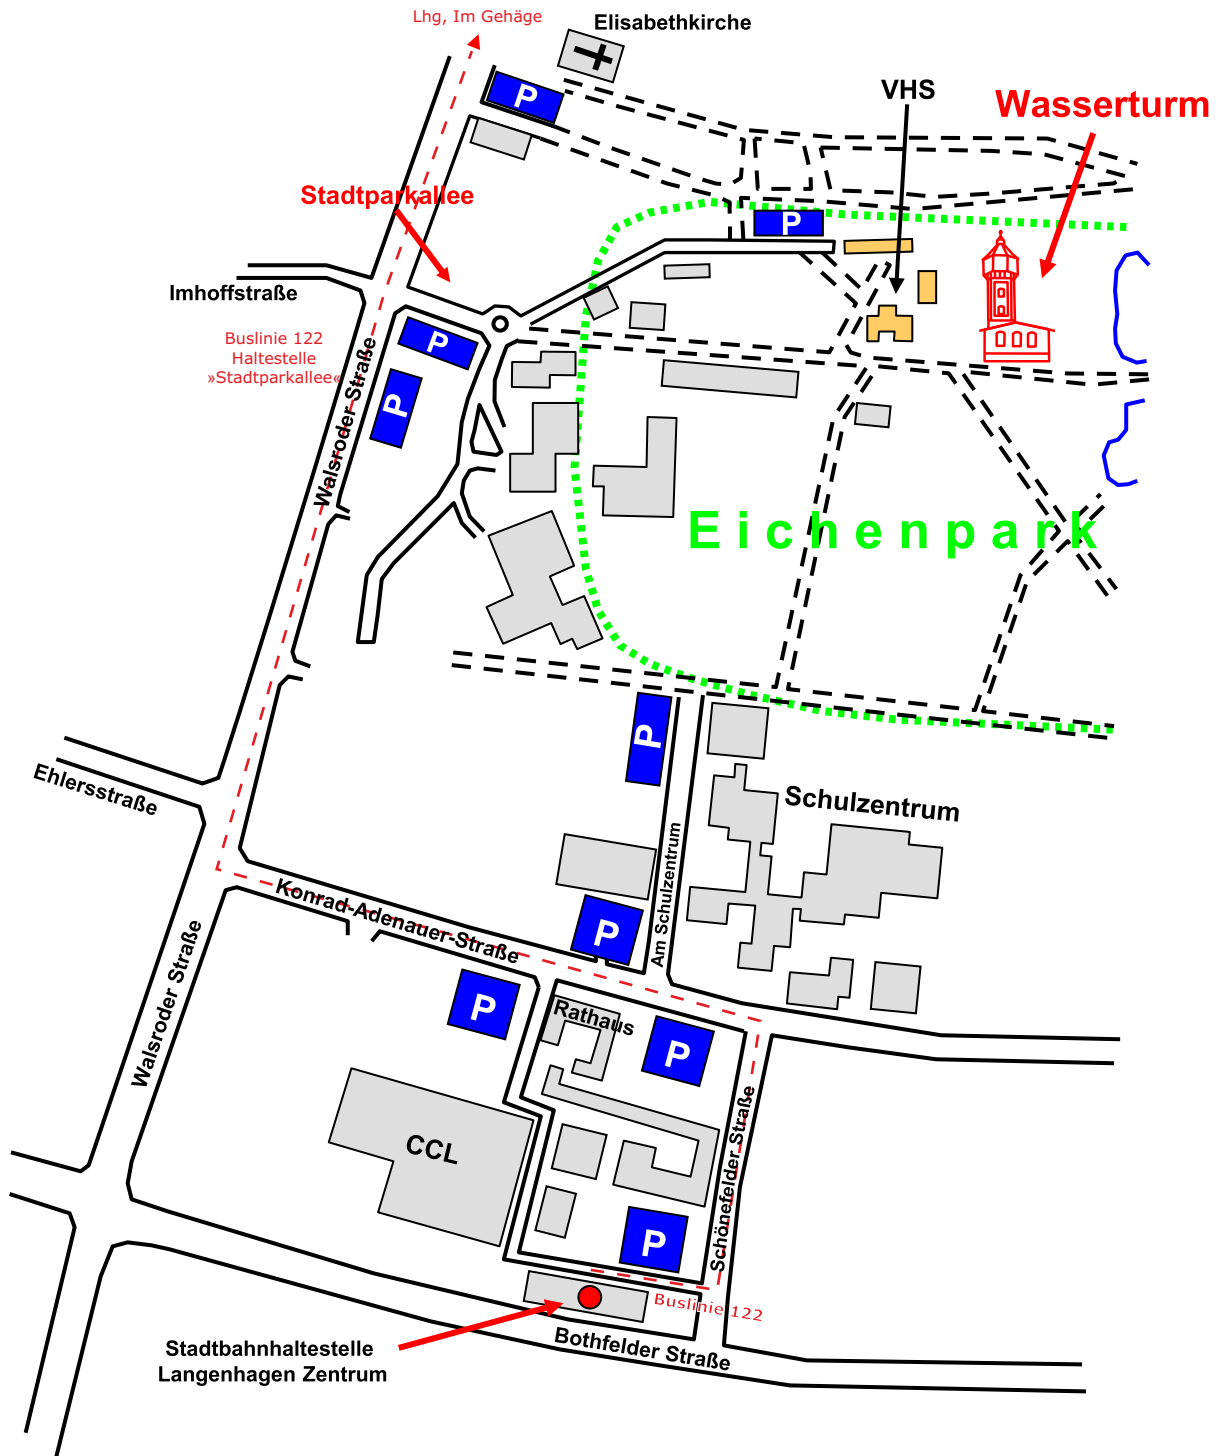 Lhg, Im Gehäge
Elisabethkirche
P
VHS
Wasserturm
Stadtparkallee
P
Imhoffstraße
Buslinie 122
Haltestelle
»Stadtparkallee«
P
P
Walsroder Straße
Eichenpark
P
Ehlersstraße
Schulzentrum
Am Schulzentrum
Konrad-Adenauer-Straße
P
Walsroder Straße
P
Rathaus
P
CCL
Schönefelder Straße
P
Buslinie 122
Stadtbahnhaltestelle
Langenhagen Zentrum
Bothfelder Straße